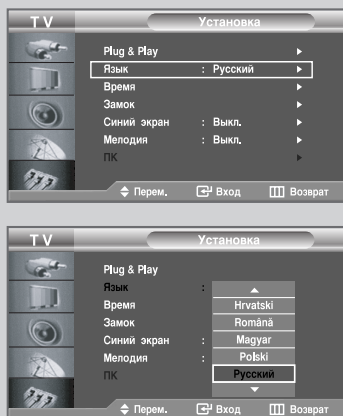 TV Установка
Plug & Play
Язык : Русский
Время
Замок
Синий экран : Выкл.
Мелодия : Выкл.
ПК
Перем. Вход Возврат
TV Установка
Plug & Play
Язык :
Время Hrvatski
Замок Română
Синий экран : Magyar
Мелодия : Polski
ПК Русский
Перем. Вход Возврат